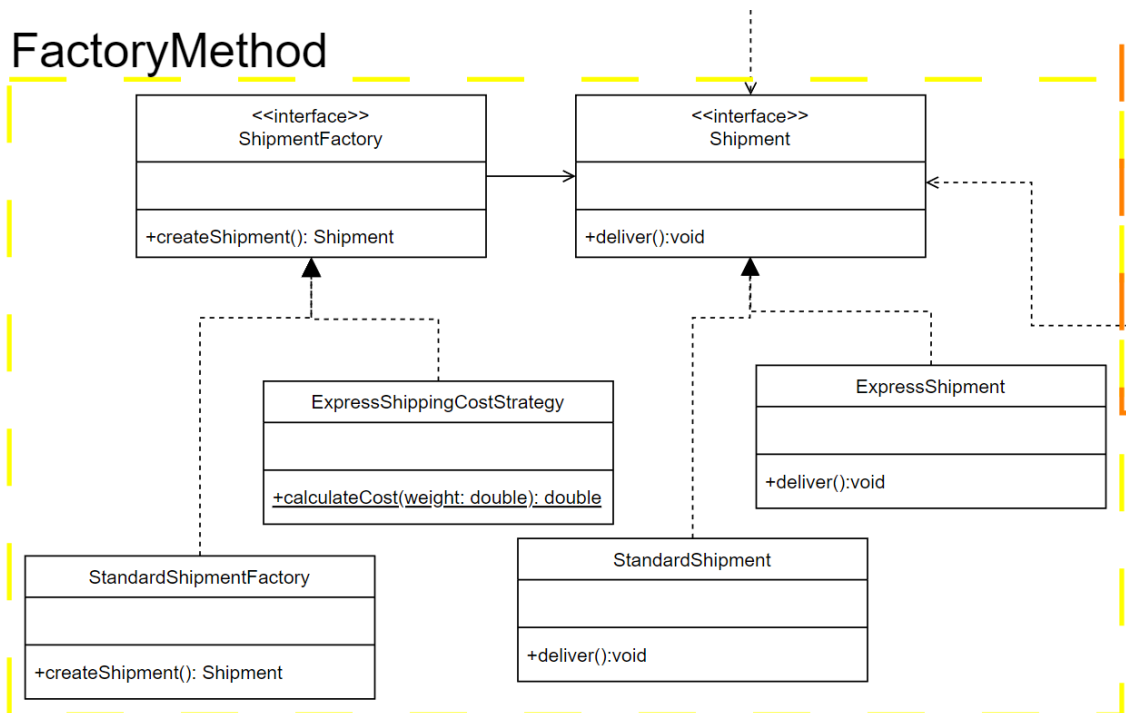 FactoryMethod
<<interface>>
ShipmentFactory
+createShipment(): Shipment
<<interface>>
Shipment
+deliver():void
ExpressShippingCostStrategy
+calculateCost(weight: double): double
ExpressShipment
+deliver():void
StandardShipmentFactory
+createShipment(): Shipment
StandardShipment
+deliver():void